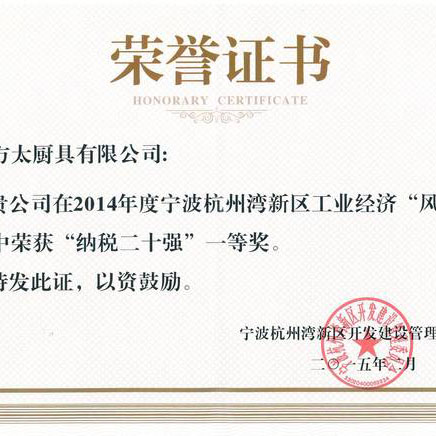 荣誉证书
HONORARY CERTIFICATE
方太厨具有限公司:
贵公司在2014年度宁波杭州湾新区工业经济“风
中荣获“纳税二十强”一等奖。
特发此证,以资鼓励。
宁波杭州湾新区开发建设管理
二〇一五年二月